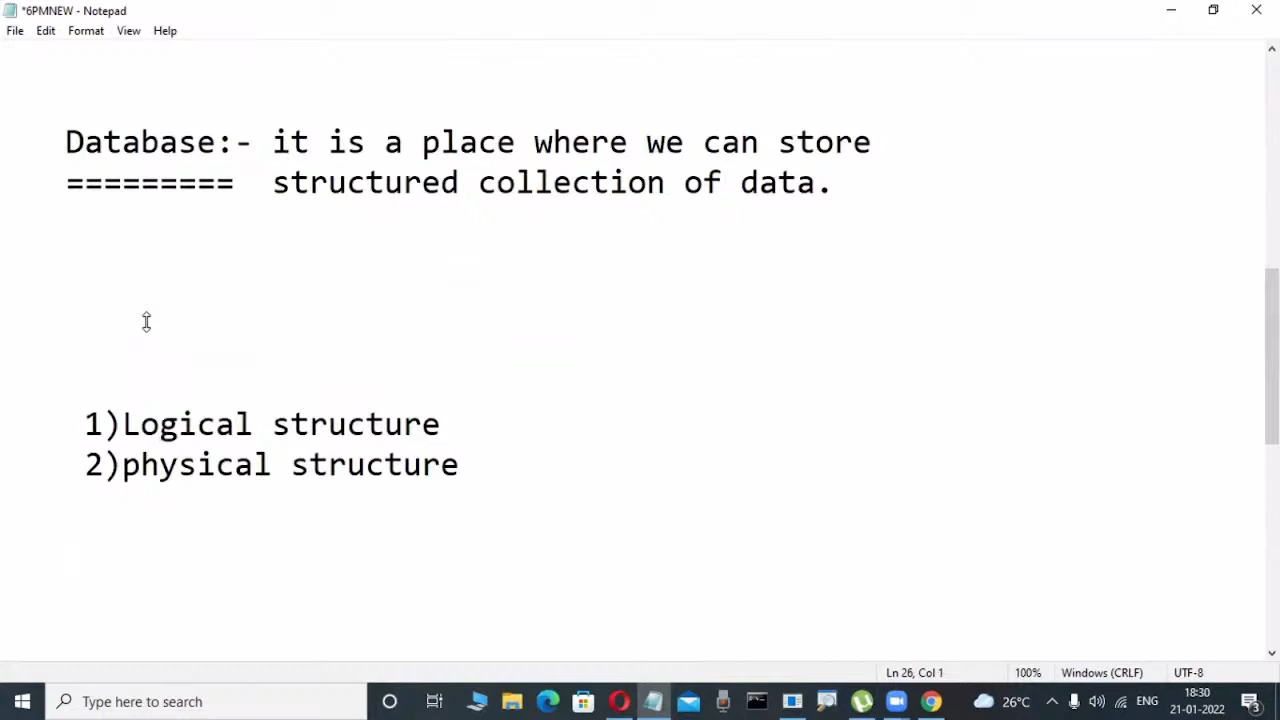 *6PMNEW - Notepad
File Edit Format View Help
Database:- it is a place where we can store
========= structured collection of data.
1)Logical structure
2)physical structure
Ln 26, Col 1 100% Windows (CRLF) UTF-8
Type here to search
26°C ENG
18:30
21-01-2022
3